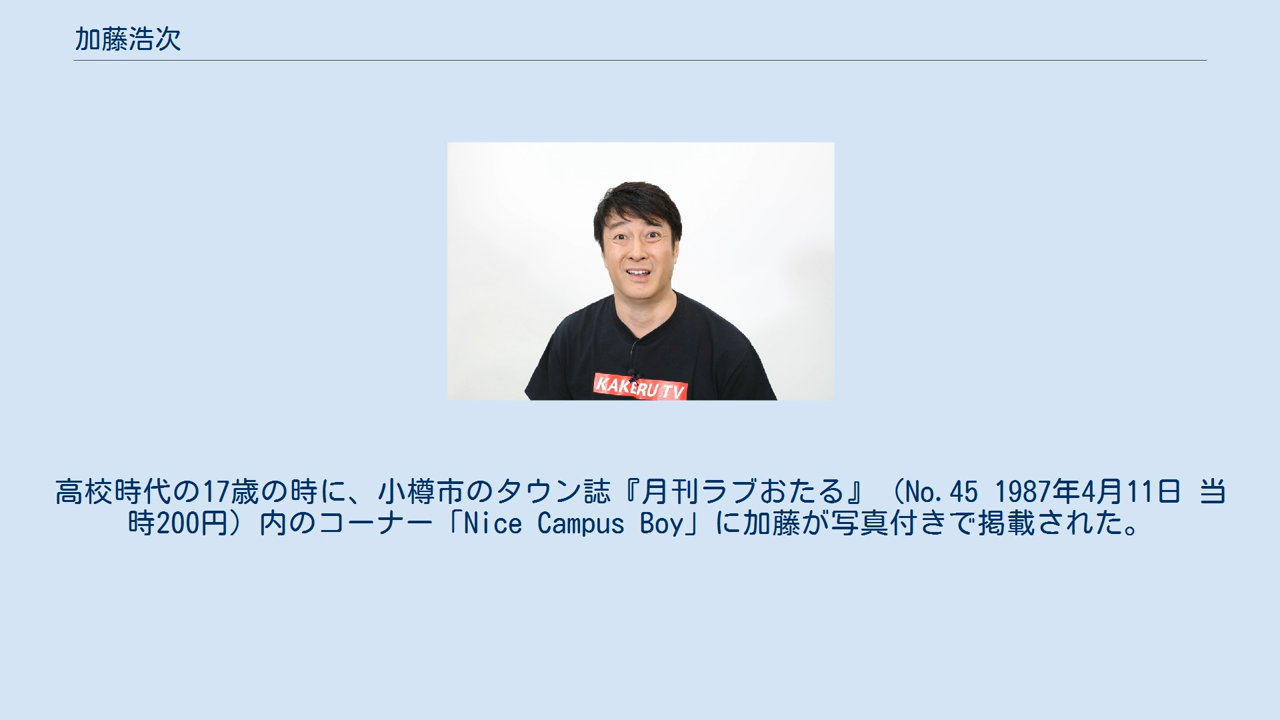 加藤浩次
KAKERU TV
高校時代の17歳の時に、小樽市のタウン誌『月刊ラブおたる』（No.45 1987年4月11日 当
時200円）内のコーナー「Nice Campus Boy」に加藤が写真付きで掲載された。